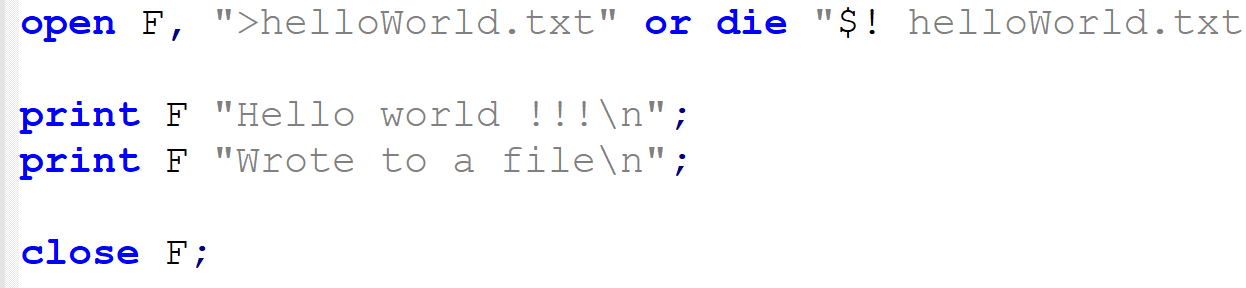 open F, ">helloWorld.txt" or die "$! helloWorld.txt
print F "Hello world !!!\n";
print F "Wrote to a file\n";
close F;